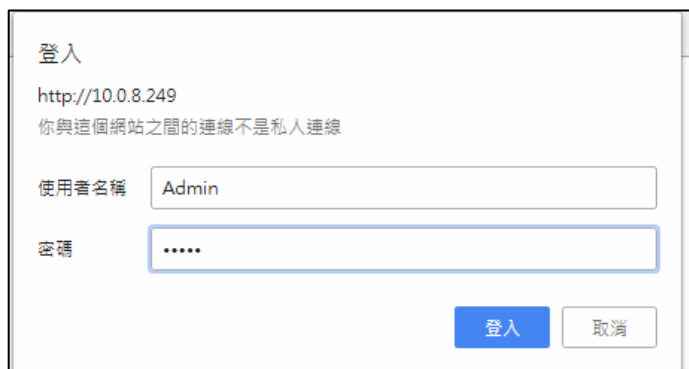 登入
http://10.0.8.249
你與這個網站之間的連線不是私人連線
使用者名稱 Admin
密碼 •••••
登入 取消